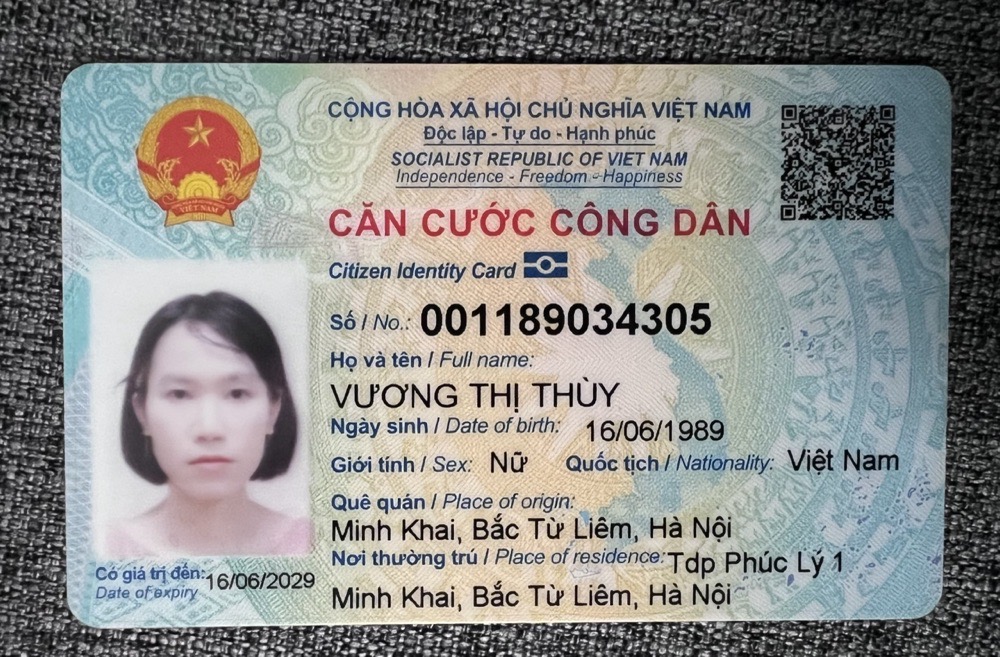 CỘNG HÒA XÃ HỘI CHỦ NGHĨA VIỆT NAM
Độc lập - Tự do - Hạnh phúc
SOCIALIST REPUBLIC OF VIET NAM
Independence - Freedom - Happiness
CĂN CƯỚC CÔNG DÂN
Citizen Identity Card
Số / No.: 001189034305
Họ và tên / Full name:
VƯƠNG THỊ THÙY
Ngày sinh / Date of birth: 16/06/1989
Giới tính / Sex: Nữ Quốc tịch / Nationality: Việt Nam
Quê quán / Place of origin:
Minh Khai, Bắc Từ Liêm, Hà Nội
Nơi thường trú / Place of residence: Tdp Phúc Lý 1
Minh Khai, Bắc Từ Liêm, Hà Nội
Có giá trị đến: 16/06/2029
Date of expiry
VIỆT NAM